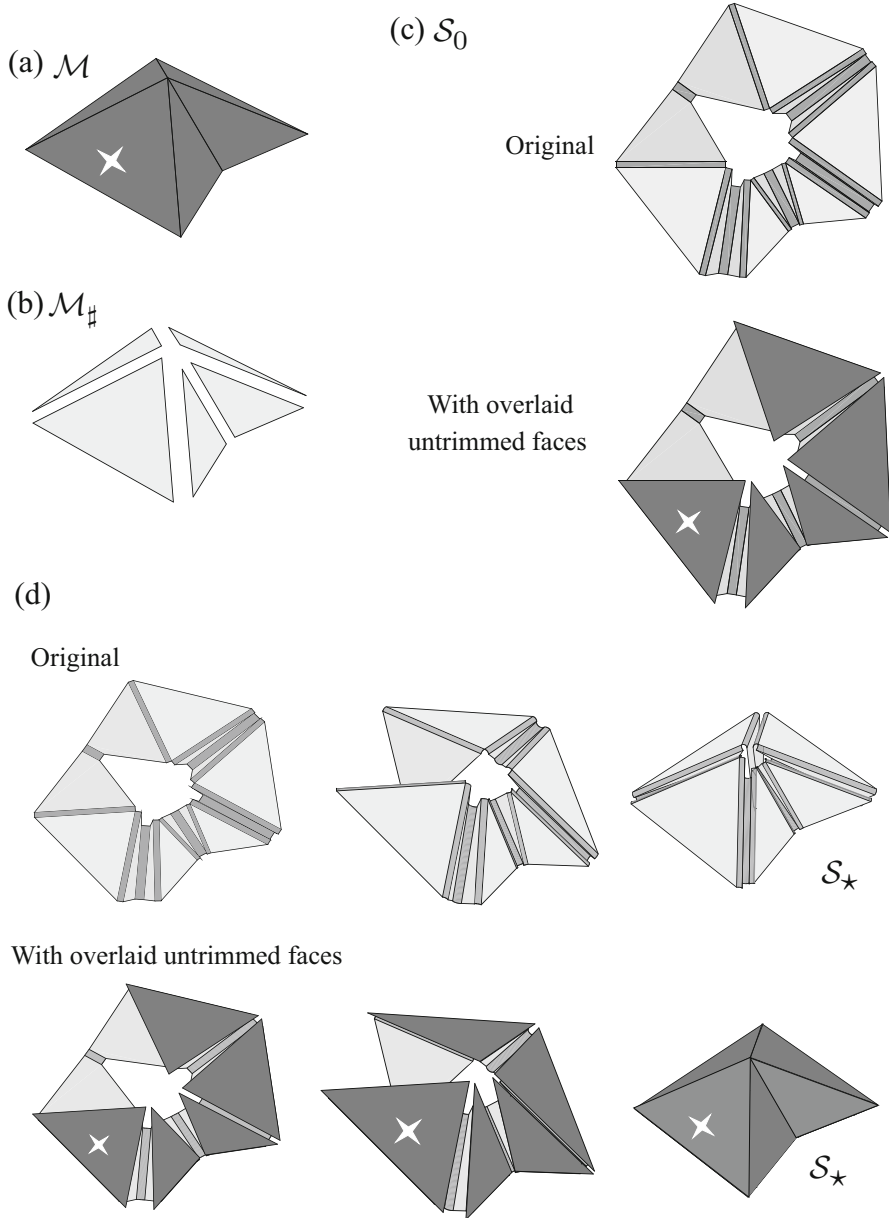 (a) ℳ
(b) ℳ♯
(c) 𝒮0
Original
With overlaid
untrimmed faces
(d)
Original
𝒮⋆
With overlaid untrimmed faces
𝒮⋆